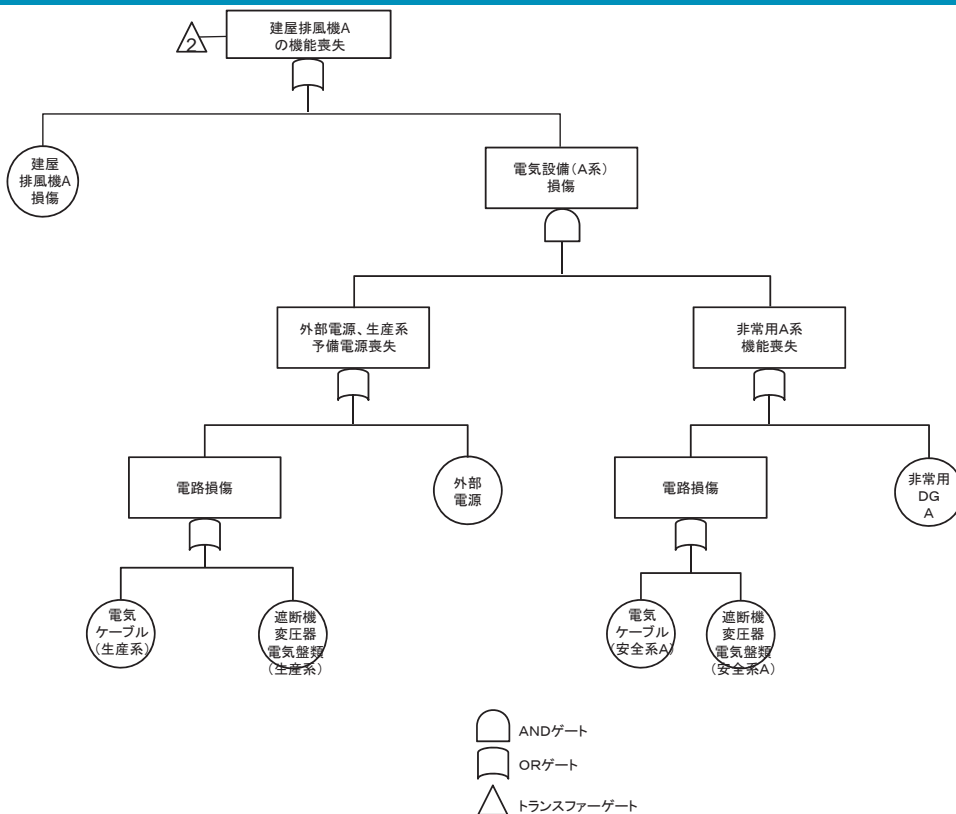 建屋排風機A
の機能喪失
2
建屋
排風機A
損傷
電気設備(A系)
損傷
外部電源、生産系
予備電源喪失
非常用A系
機能喪失
電路損傷
外部
電源
電路損傷
非常用
DG
A
電気
ケーブル
(生産系)
遮断機
変圧器
電気盤類
(生産系)
電気
ケーブル
(安全系A)
遮断機
変圧器
電気盤類
(安全系A)
ANDゲート
ORゲート
トランスファーゲート